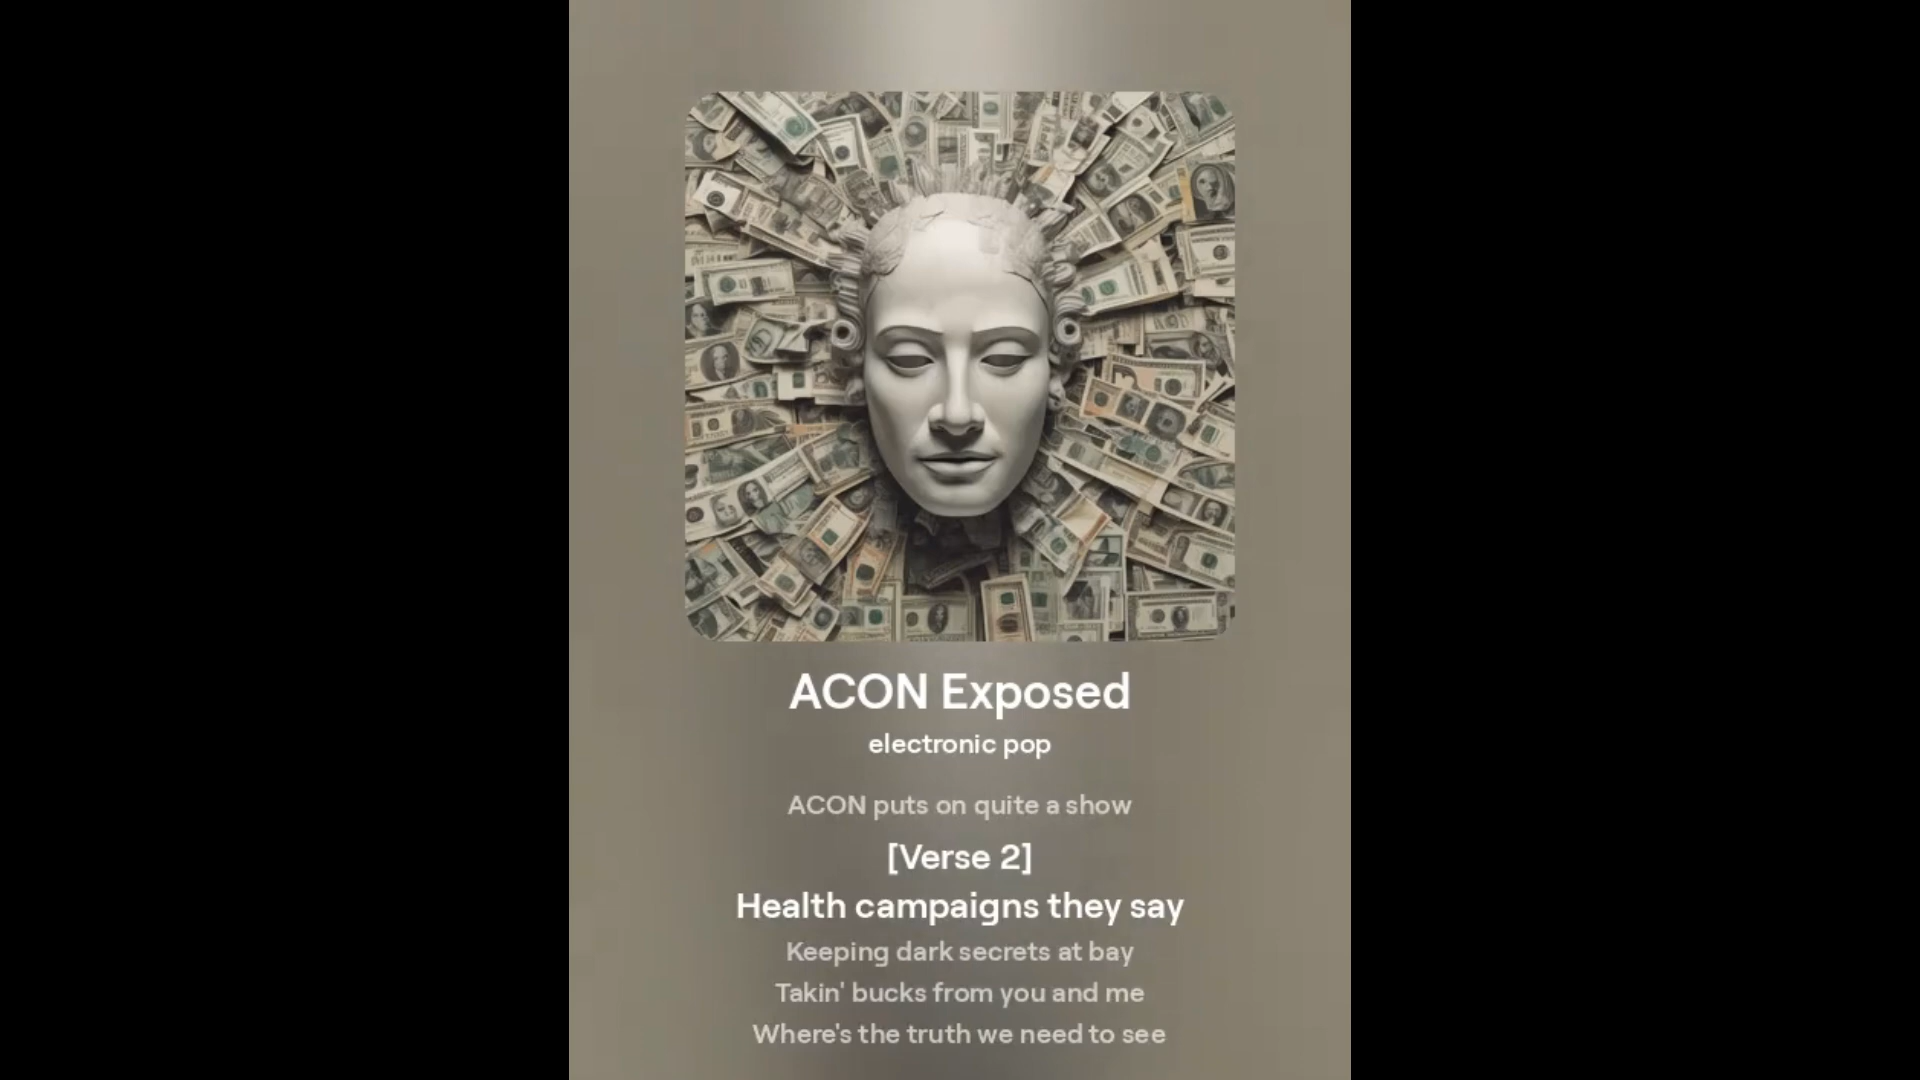 ACON Exposed
electronic pop
ACON puts on quite a show
[Verse 2]
Health campaigns they say
Keeping dark secrets at bay
Takin' bucks from you and me
Where's the truth we need to see